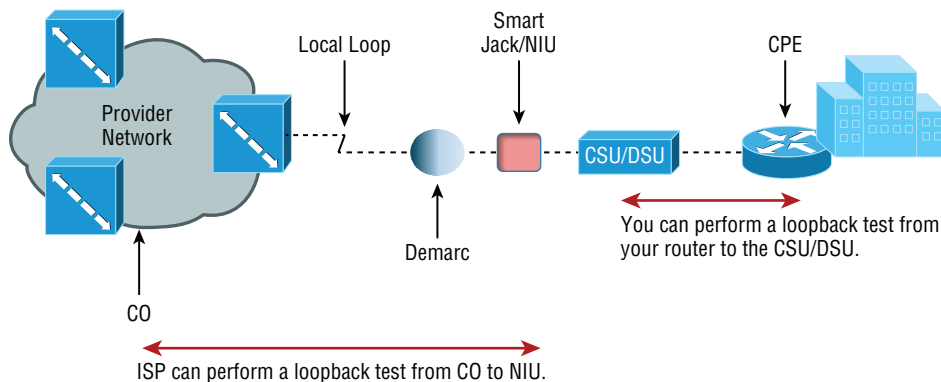 Smart
Jack/NIU
Local Loop
CPE
Provider
Network
CSU/DSU
You can perform a loopback test from
your router to the CSU/DSU.
Demarc
CO
ISP can perform a loopback test from CO to NIU.